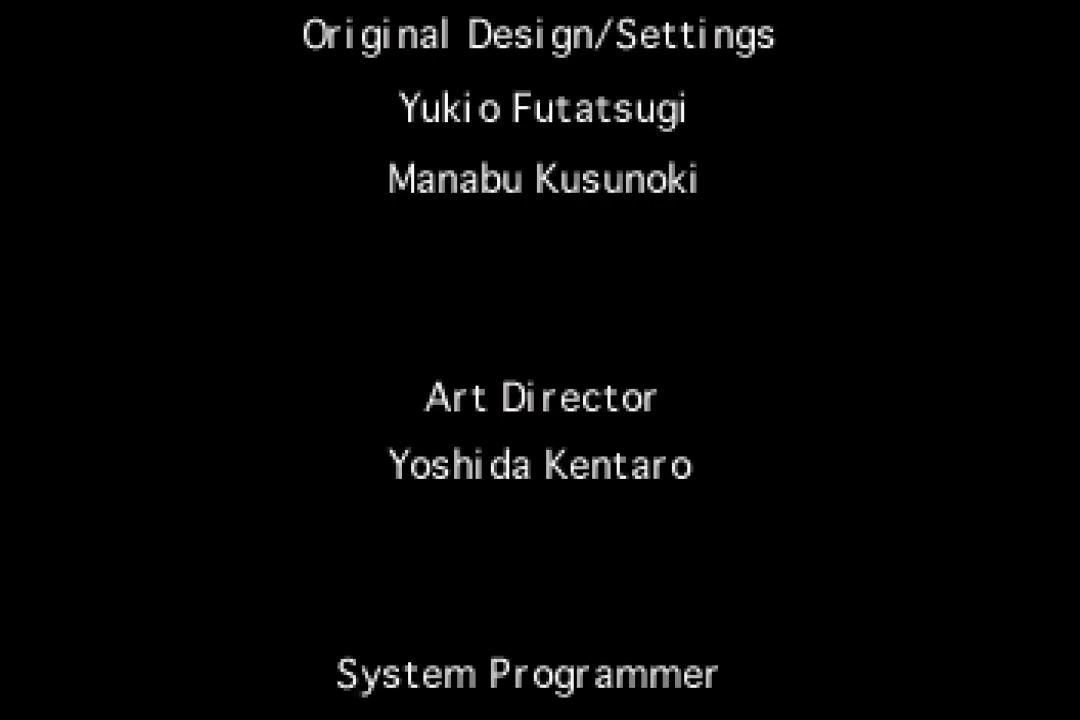 Original Design/Settings
Yukio Futatsugi
Manabu Kusunoki
Art Director
Yoshida Kentaro
System Programmer